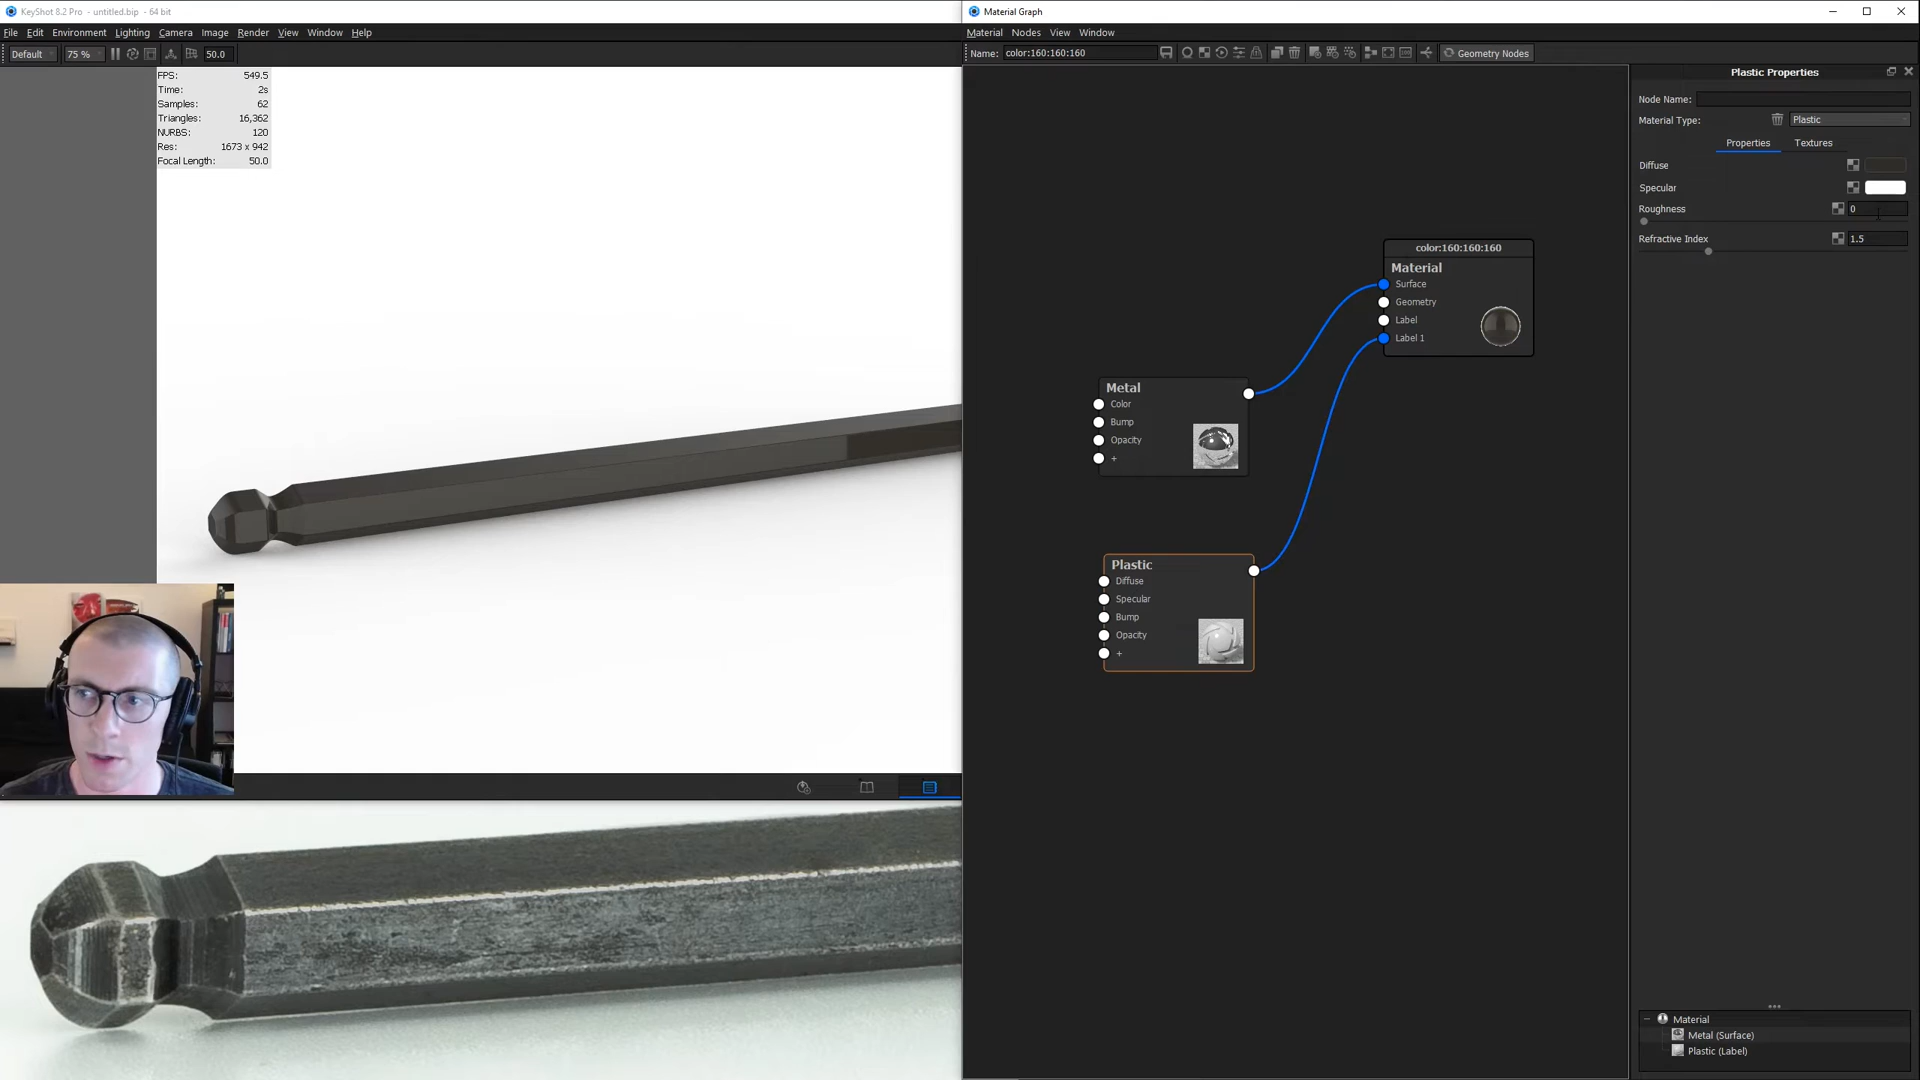 KeyShot 8.2 Pro - untitled.bip - 64 bit
File Edit Environment Lighting Camera Image Render View Window Help
Default 75 % 50.0
FPS: 549.5
Time: 2s
Samples: 62
Triangles: 16,362
NURBS: 120
Res: 1673 x 942
Focal Length: 50.0
Material Graph
Material Nodes View Window
Name: color:160:160:160 Geometry Nodes
color:160:160:160
Material
Surface
Geometry
Label
Label 1
Metal
Color
Bump
Opacity
+
Plastic
Diffuse
Specular
Bump
Opacity
+
Plastic Properties
Node Name:
Material Type: Plastic
Properties Textures
Diffuse
Specular
Roughness 0
Refractive Index 1.5
Material
Metal (Surface)
Plastic (Label)